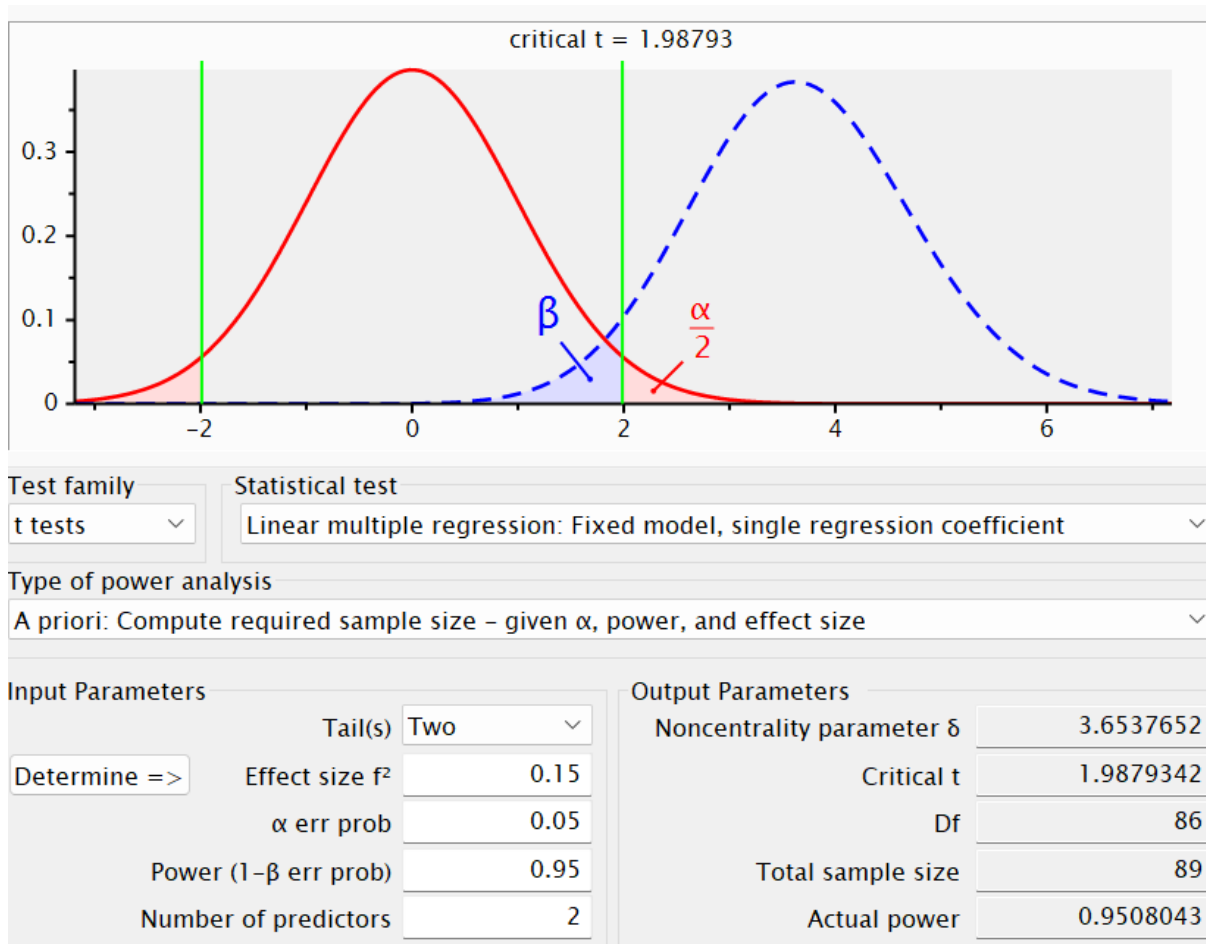 critical t = 1.98793
0.3
0.2
0.1
0
β
α
2
−2 0 2 4 6
Test family Statistical test
t tests Linear multiple regression: Fixed model, single regression coefficient
Type of power analysis
A priori: Compute required sample size – given α, power, and effect size
Input Parameters Output Parameters
Tail(s) Two Noncentrality parameter δ 3.6537652
Determine => Effect size f² 0.15 Critical t 1.9879342
α err prob 0.05 Df 86
Power (1−β err prob) 0.95 Total sample size 89
Number of predictors 2 Actual power 0.9508043